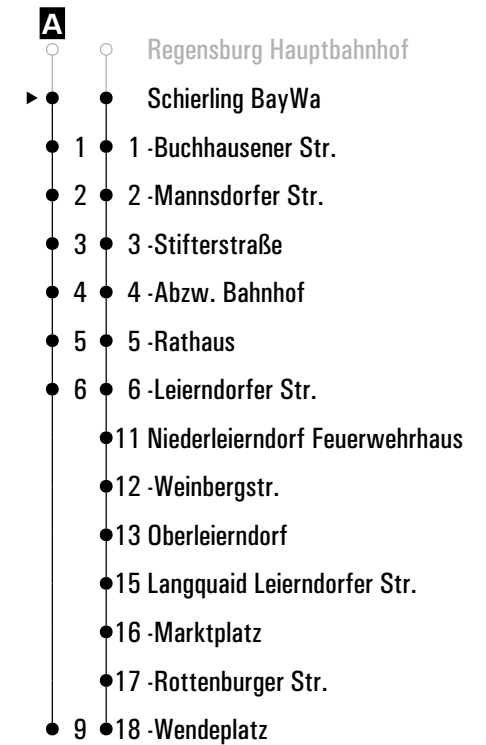 A
Regensburg Hauptbahnhof
Schierling BayWa
1 1 -Buchhausener Str.
2 2 -Mannsdorfer Str.
3 3 -Stifterstraße
4 4 -Abzw. Bahnhof
5 5 -Rathaus
6 6 -Leierndorfer Str.
11 Niederleierndorf Feuerwehrhaus
12 -Weinbergstr.
13 Oberleierndorf
15 Langquaid Leierndorfer Str.
16 -Marktplatz
17 -Rottenburger Str.
9 18 -Wendeplatz